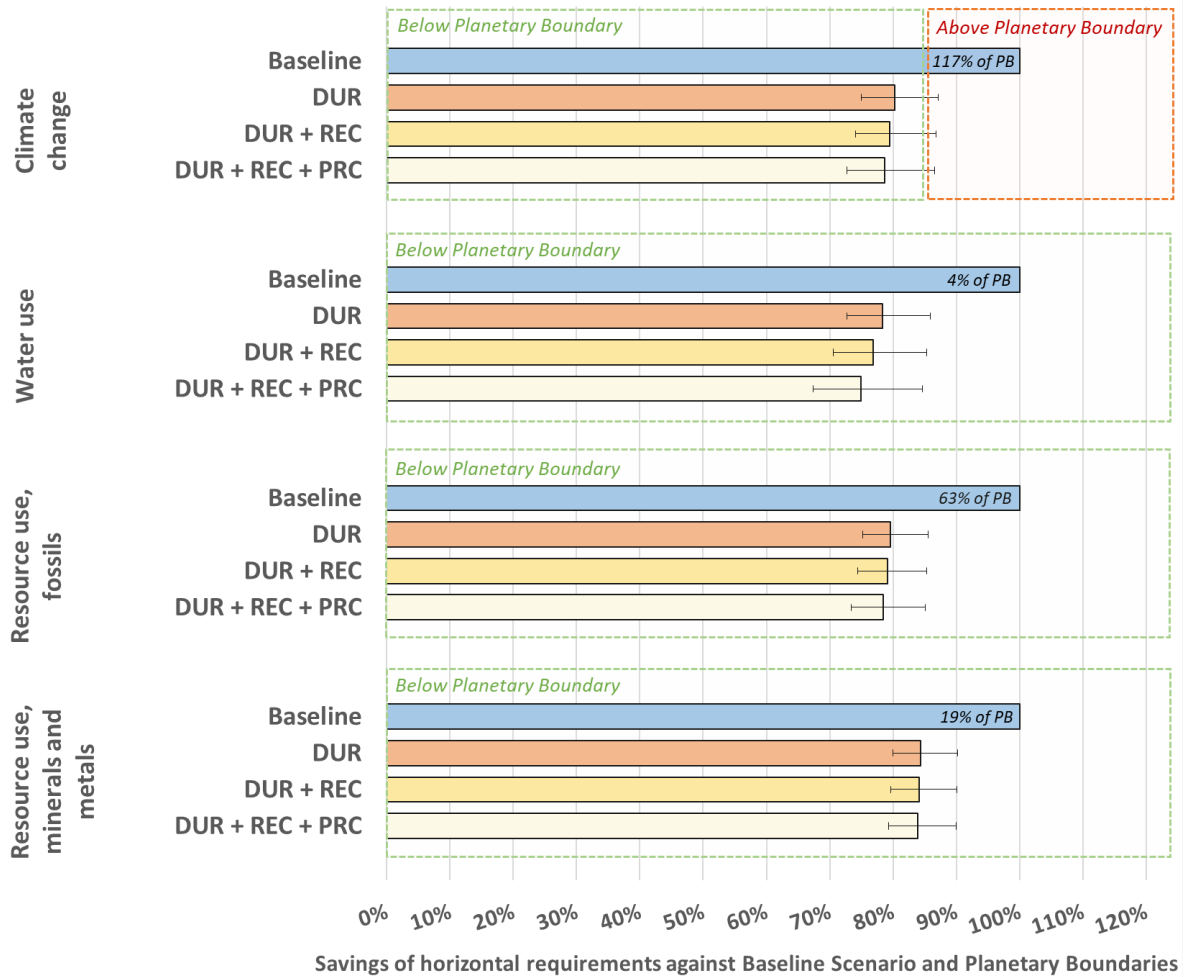 Below Planetary Boundary
Above Planetary Boundary
Climate
change
Baseline
117% of PB
DUR
DUR + REC
DUR + REC + PRC
Below Planetary Boundary
Water use
Baseline
4% of PB
DUR
DUR + REC
DUR + REC + PRC
Below Planetary Boundary
Resource use,
fossils
Baseline
63% of PB
DUR
DUR + REC
DUR + REC + PRC
Below Planetary Boundary
Resource use,
minerals and
metals
Baseline
19% of PB
DUR
DUR + REC
DUR + REC + PRC
0% 10% 20% 30% 40% 50% 60% 70% 80% 90% 100% 110% 120%
Savings of horizontal requirements against Baseline Scenario and Planetary Boundaries